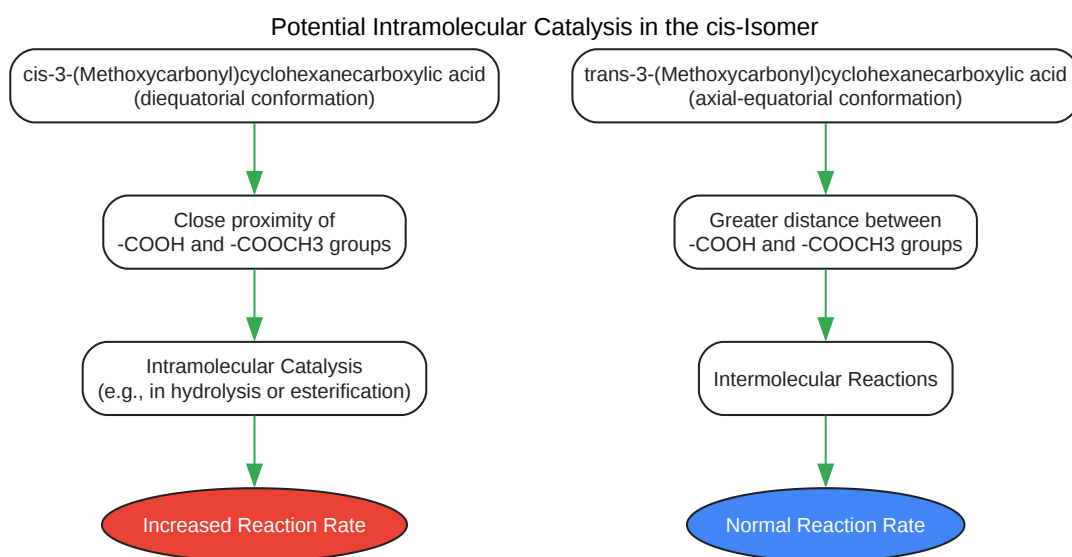 Potential Intramolecular Catalysis in the cis-Isomer
cis-3-(Methoxycarbonyl)cyclohexanecarboxylic acid
(diequatorial conformation)
Close proximity of
-COOH and -COOCH3 groups
Intramolecular Catalysis
(e.g., in hydrolysis or esterification)
Increased Reaction Rate
trans-3-(Methoxycarbonyl)cyclohexanecarboxylic acid
(axial-equatorial conformation)
Greater distance between
-COOH and -COOCH3 groups
Intermolecular Reactions
Normal Reaction Rate